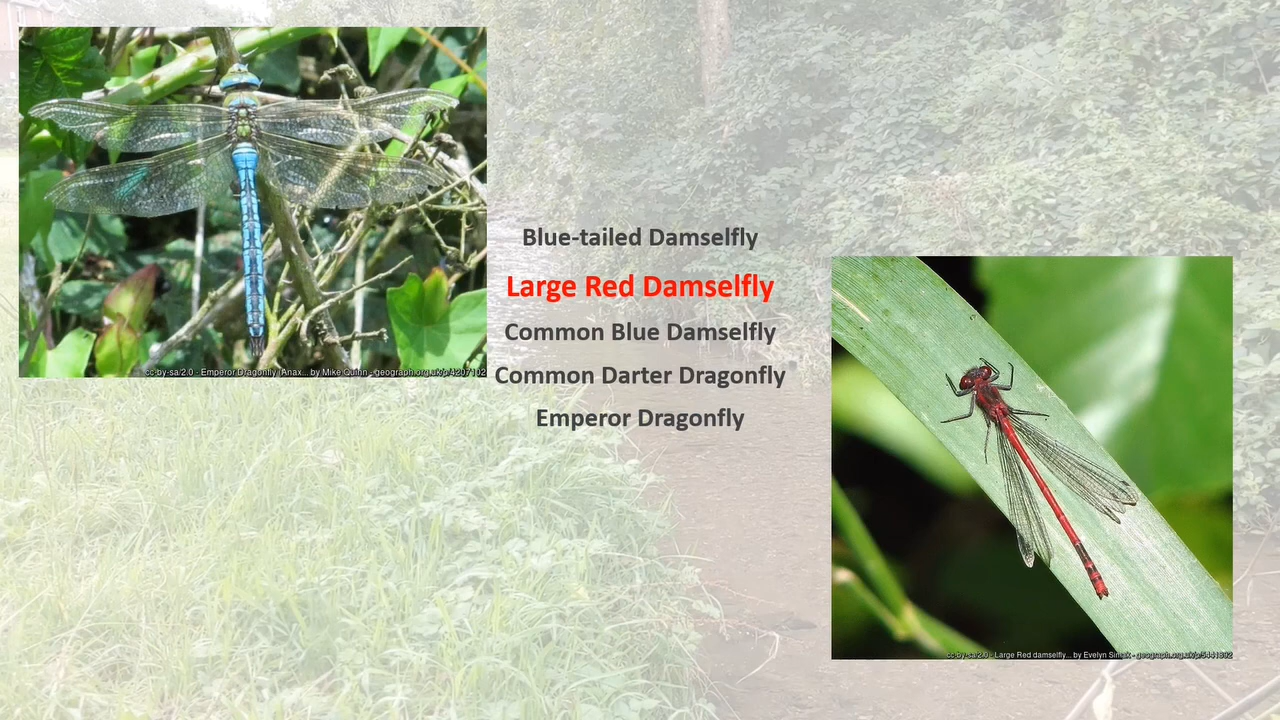 Blue-tailed Damselfly
Large Red Damselfly
Common Blue Damselfly
Common Darter Dragonfly
Emperor Dragonfly
cc-by-sa/2.0 - Emperor Dragonfly (Anax... by Mike Quinn - geograph.org.uk/p/4207102
cc-by-sa/2.0 - Large Red damselfly... by Evelyn Simak - geograph.org.uk/p/5441892